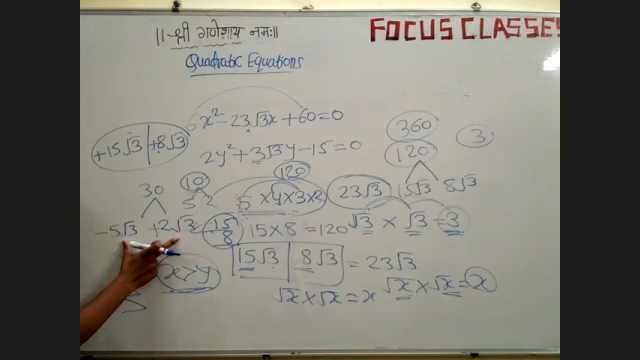 ॥श्री गणेशाय नमः॥
FOCUS CLASSES
Quadratic Equations
x² - 23√3x + 60 = 0
2y² + 3√3y - 15 = 0
+15√3 | +8√3
360
120
3
15√3 8√3
30
10
5 2
120
5 × 4 × 3 × 2
23√3
-5√3 +2√3
15
8
15 × 8 = 120
√3 × √3 = 3
15√3 | 8√3 = 23√3
x > y
√x × √x = x
√x × √x = x